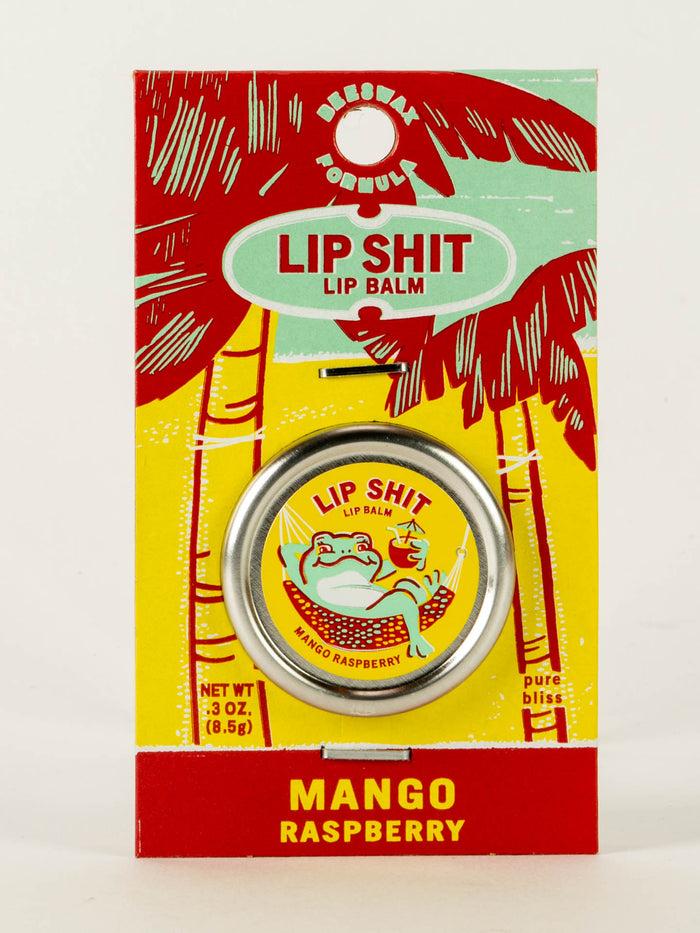 BEESWAX
FORMULA
LIP SHIT
LIP BALM
LIP SHIT
LIP BALM
MANGO RASPBERRY
NET WT
.3 OZ.
(8.5g)
pure
bliss
MANGO
RASPBERRY